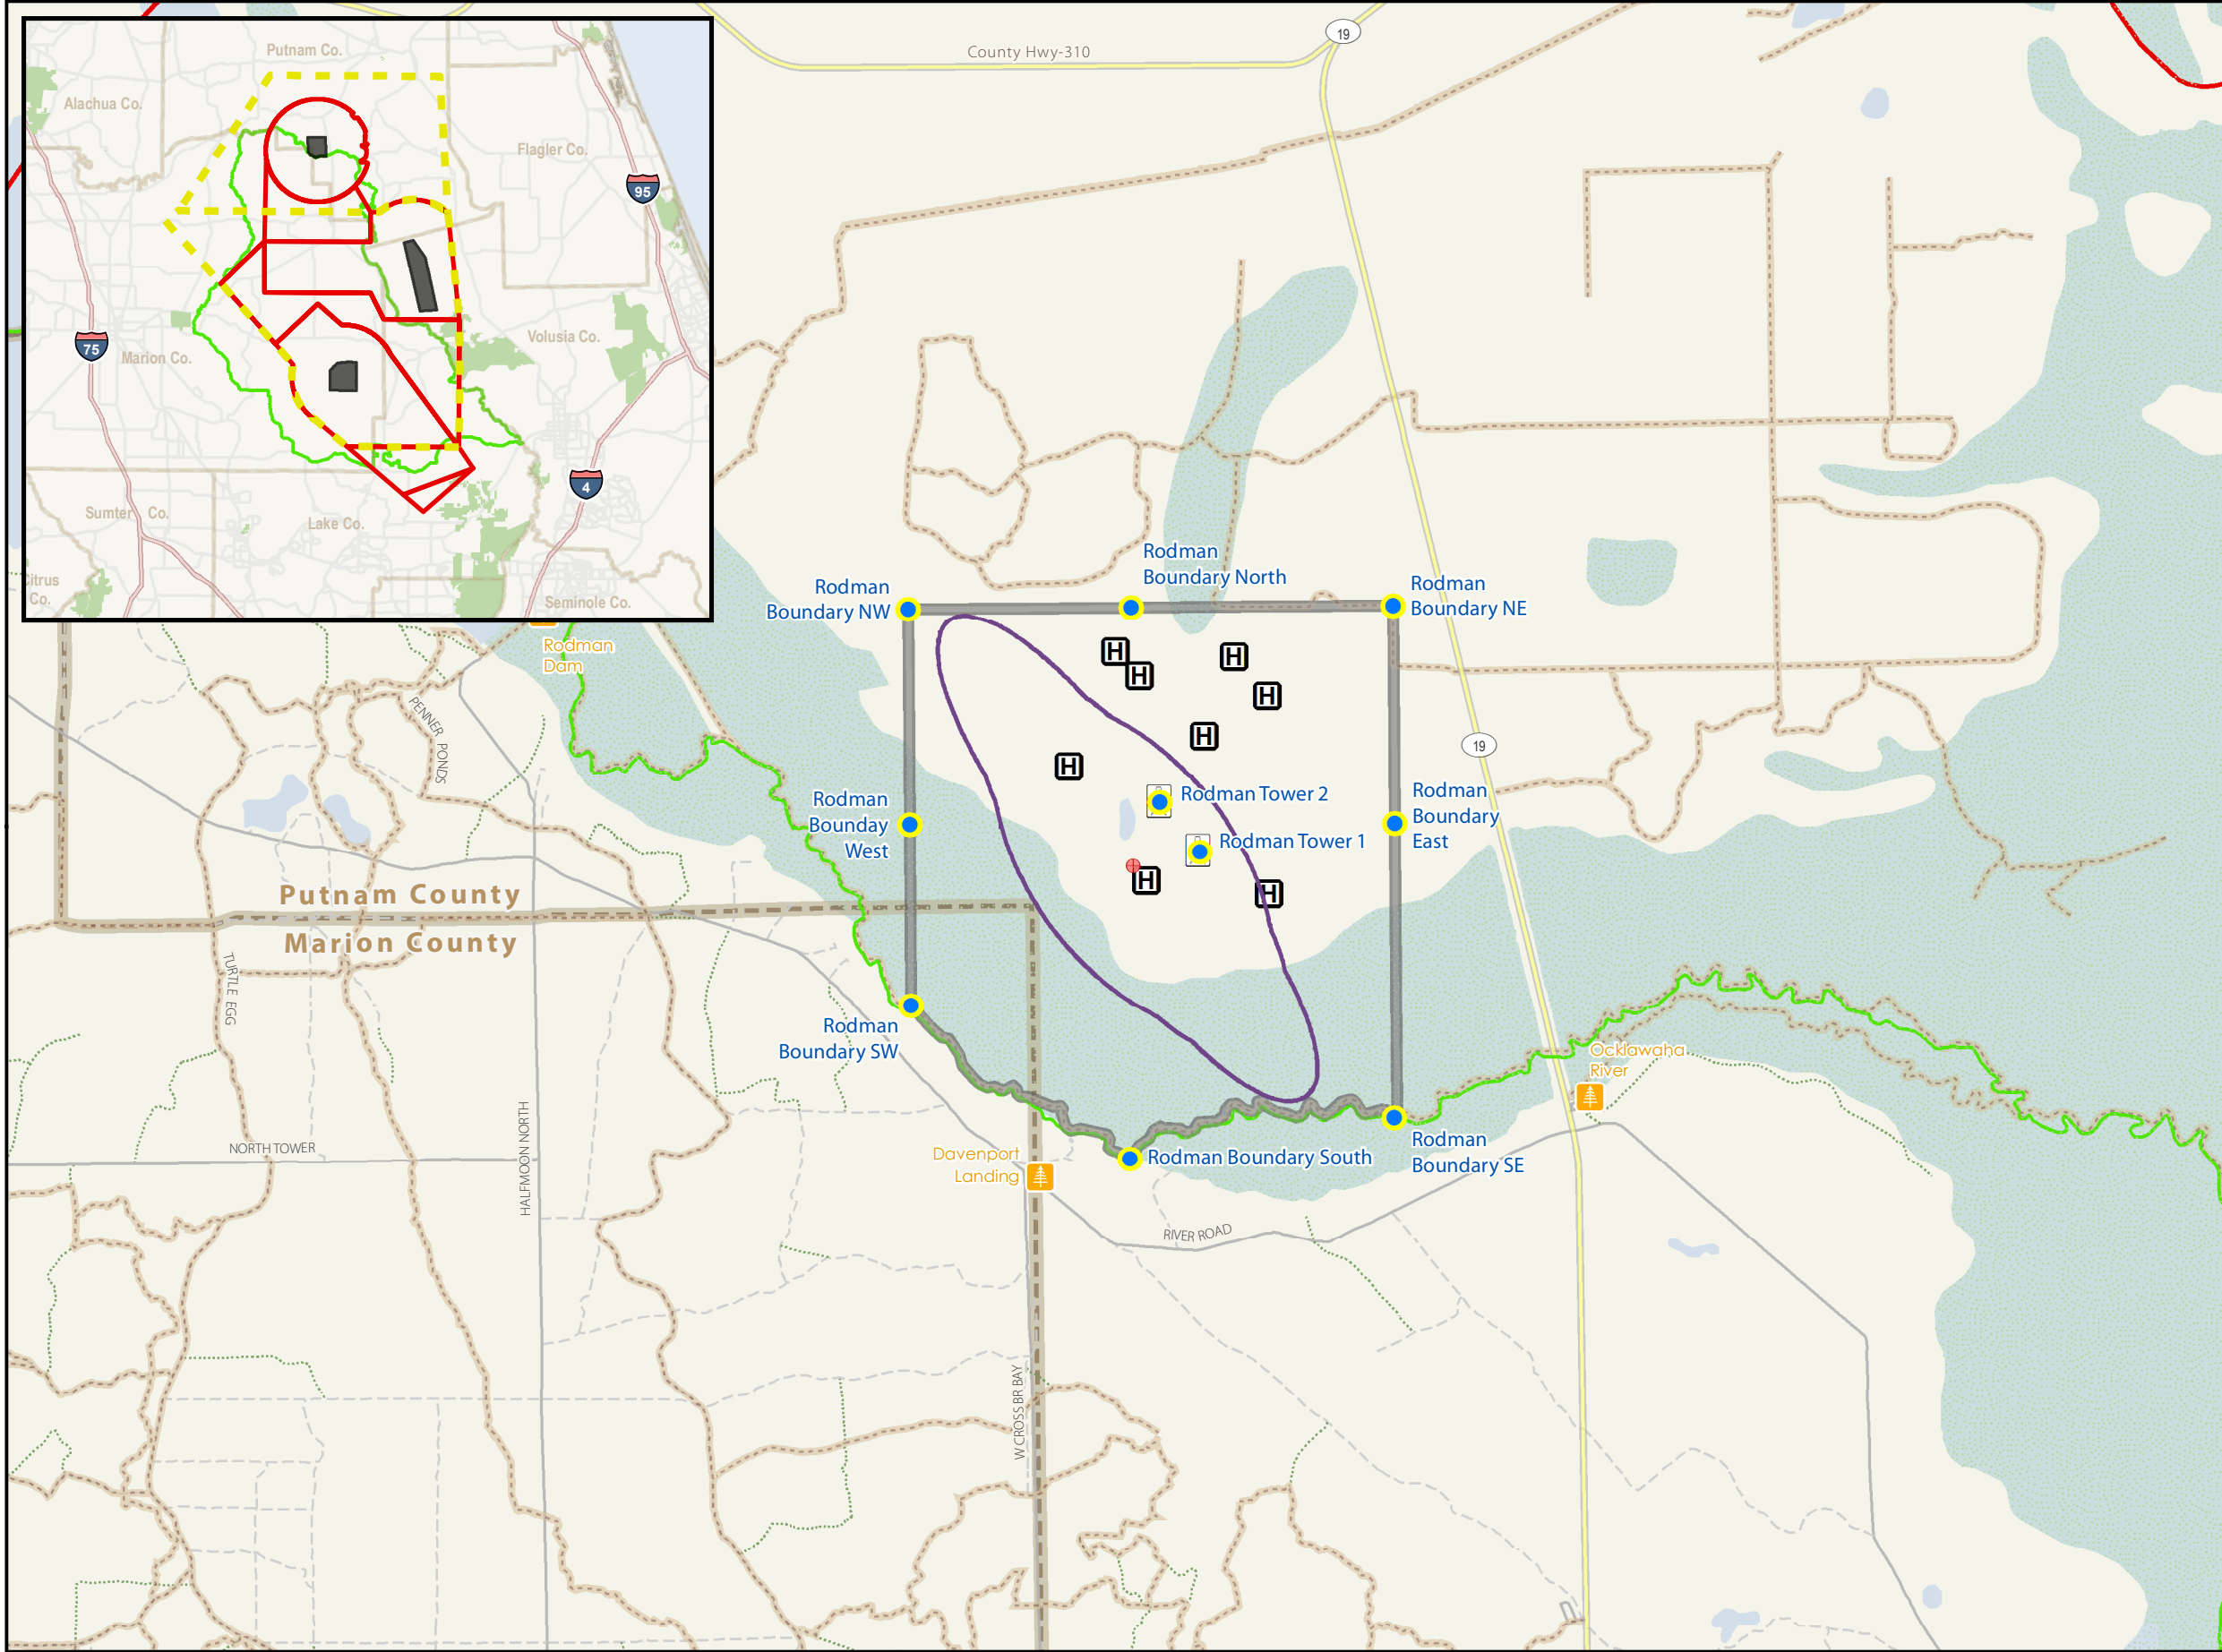 Putnam Co.
Alachua Co.
Flagler Co.
95
Volusia Co.
75
Marion Co.
4
Sumter Co.
Lake Co.
Citrus
Co.
Seminole Co.
County Hwy-310
19
Rodman
Boundary North
Rodman
Boundary NW
Rodman
Boundary NE
Rodman
Dam
H
H
H
H
H
H
PENNER PONDS
19
Rodman
Bounday
West
Rodman Tower 2
Rodman
Boundary
East
Rodman Tower 1
H
H
Putnam County
Marion County
TURTLE EGG
Rodman
Boundary SW
Ocklawaha
River
HALFMOON NORTH
NORTH TOWER
Davenport
Landing
Rodman Boundary South
Rodman
Boundary SE
RIVER ROAD
W CROSS BR BAY